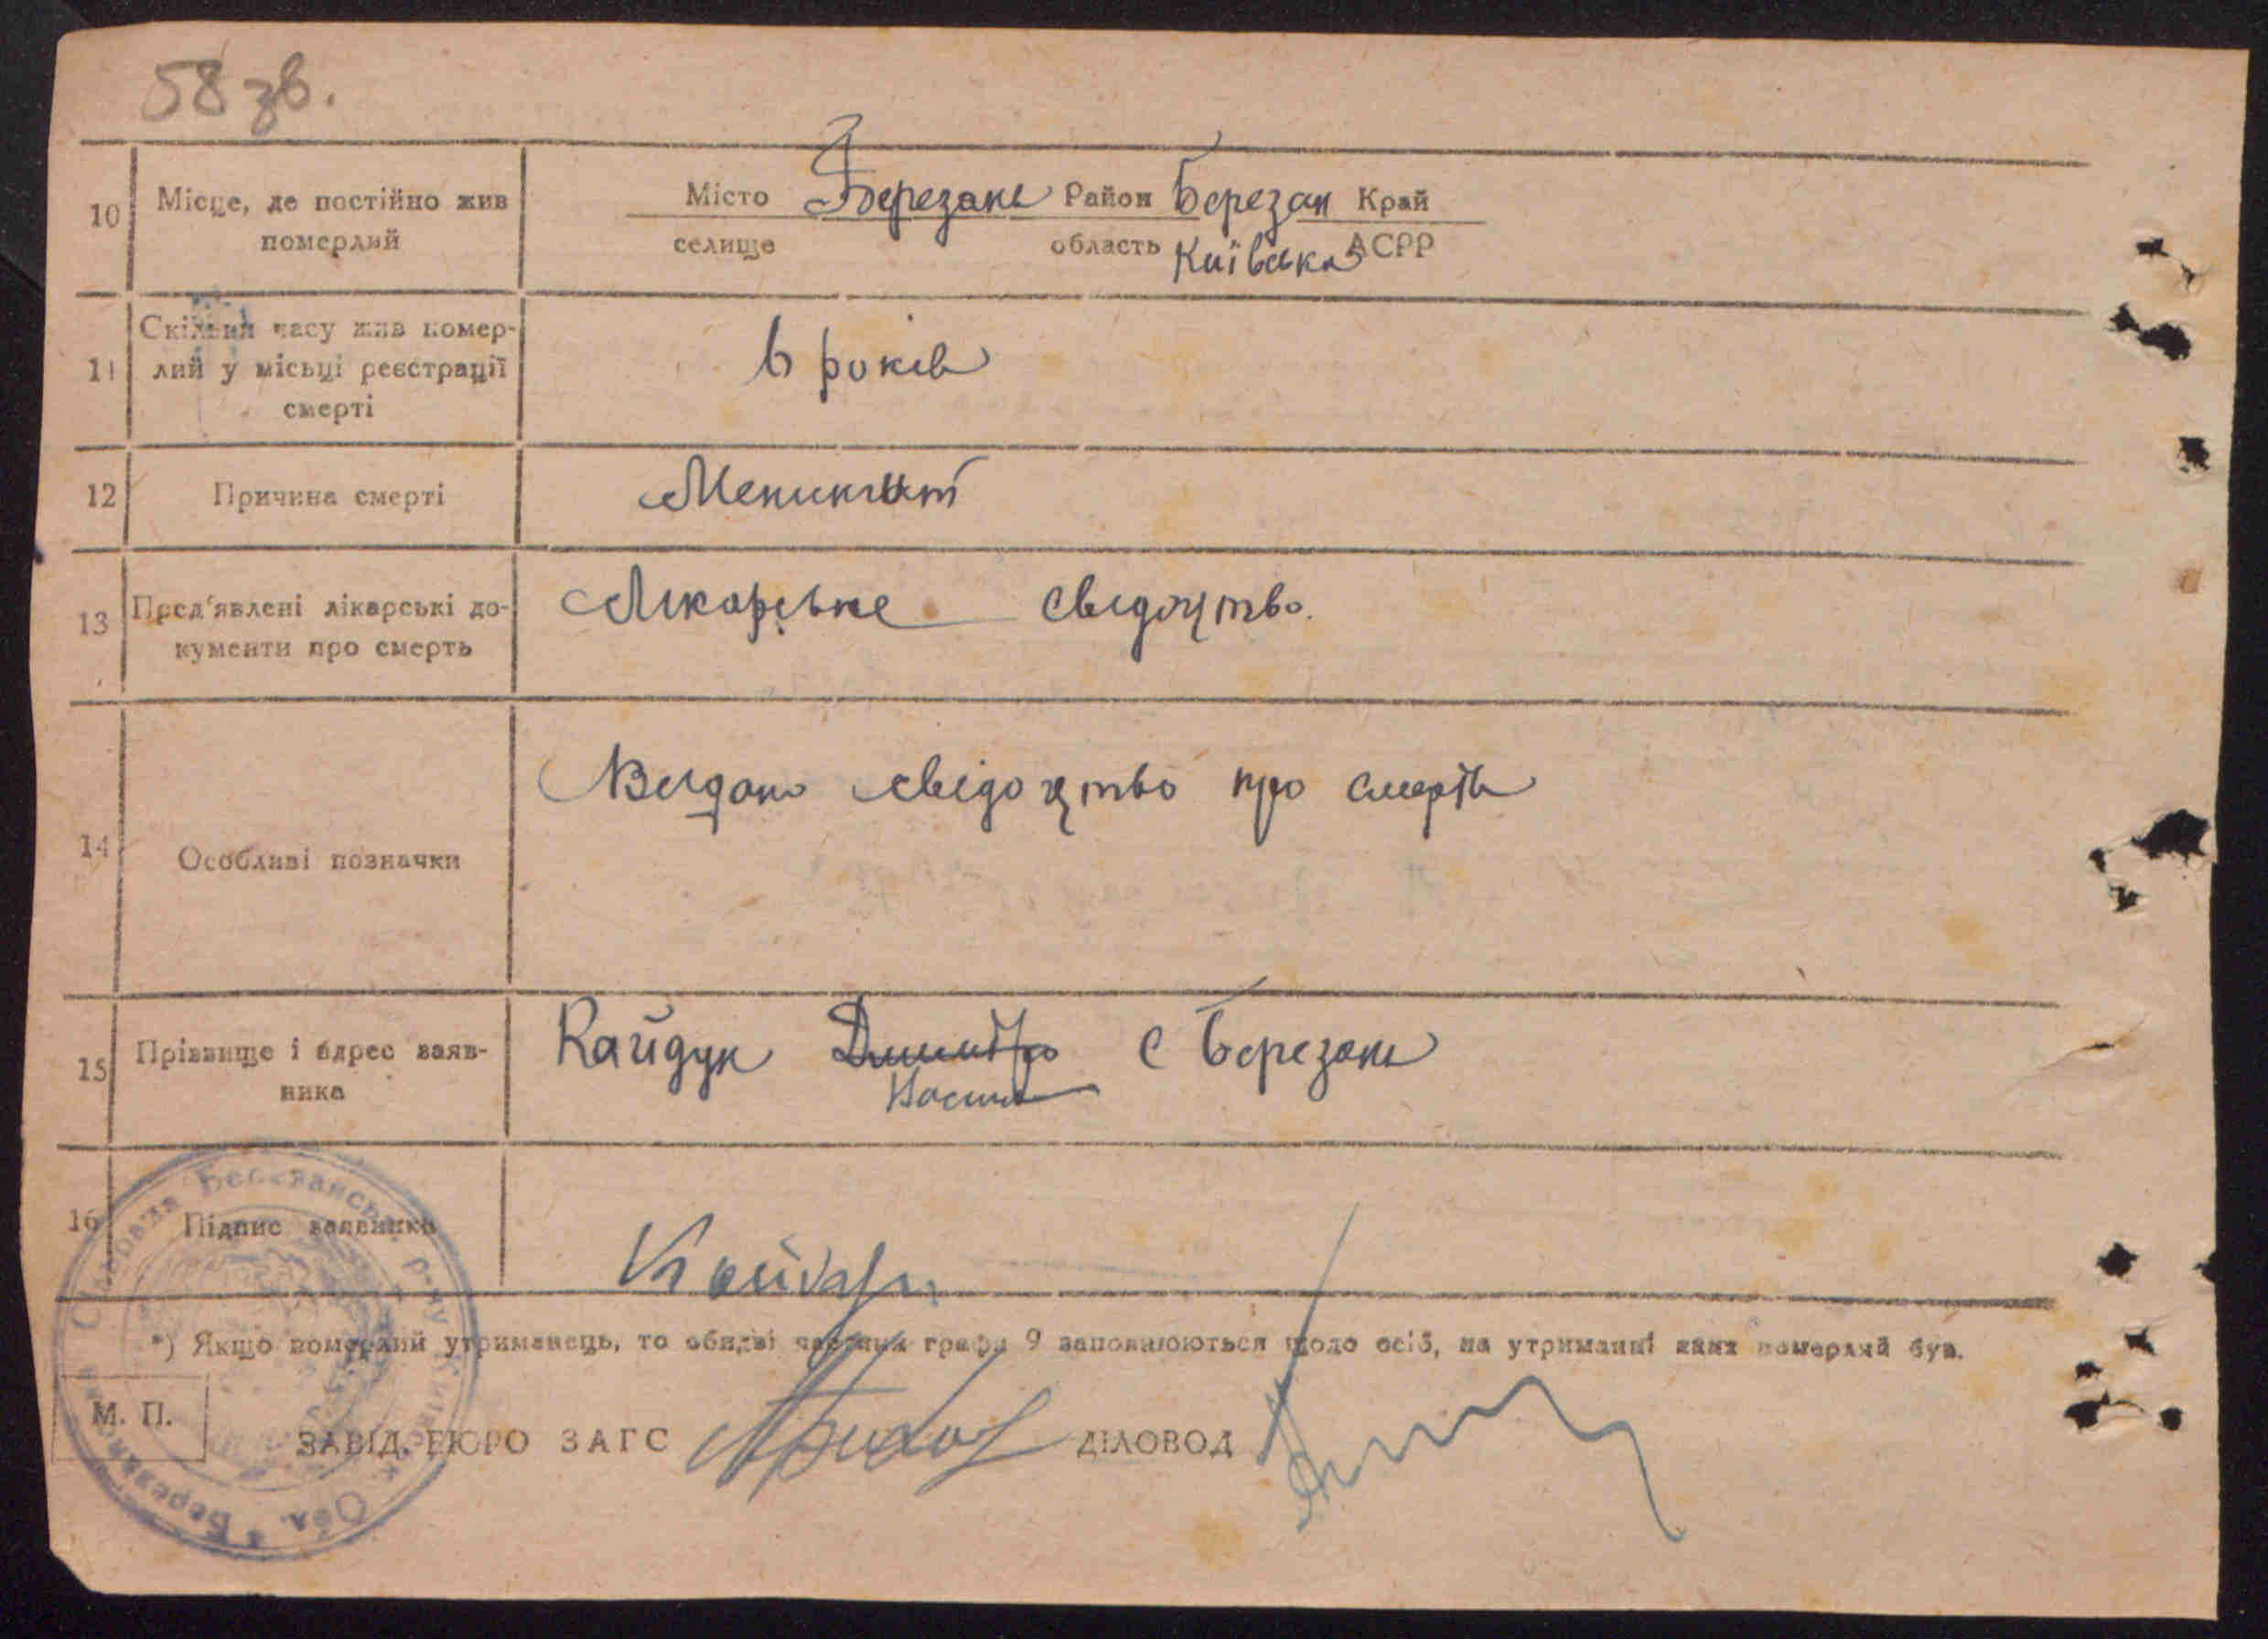 58 зв.
10 Місце, де постійно жив померлий
Місто Березань Район Березан Край
селище область Київська АСРР
11 Скільки часу жив померлий у місьці реєстрації смерті
6 років
12 Причина смерті Менингит
13 Пред'явлені лікарські документи про смерть
Лікарське свідоцтво.
14 Особливі позначки
Видано свідоцтво про смерть
15 Прізвище і адрес заявника
Кайдун Дмитро с Березань
16 Підпис заявника
*) Якщо померлий утриманець, то обидві частини графи 9 заповнюються щодо осіб, на утриманні яких померлий був.
М. П.
ЗАВІД. БЮРО ЗАГС ДІЛОВОД